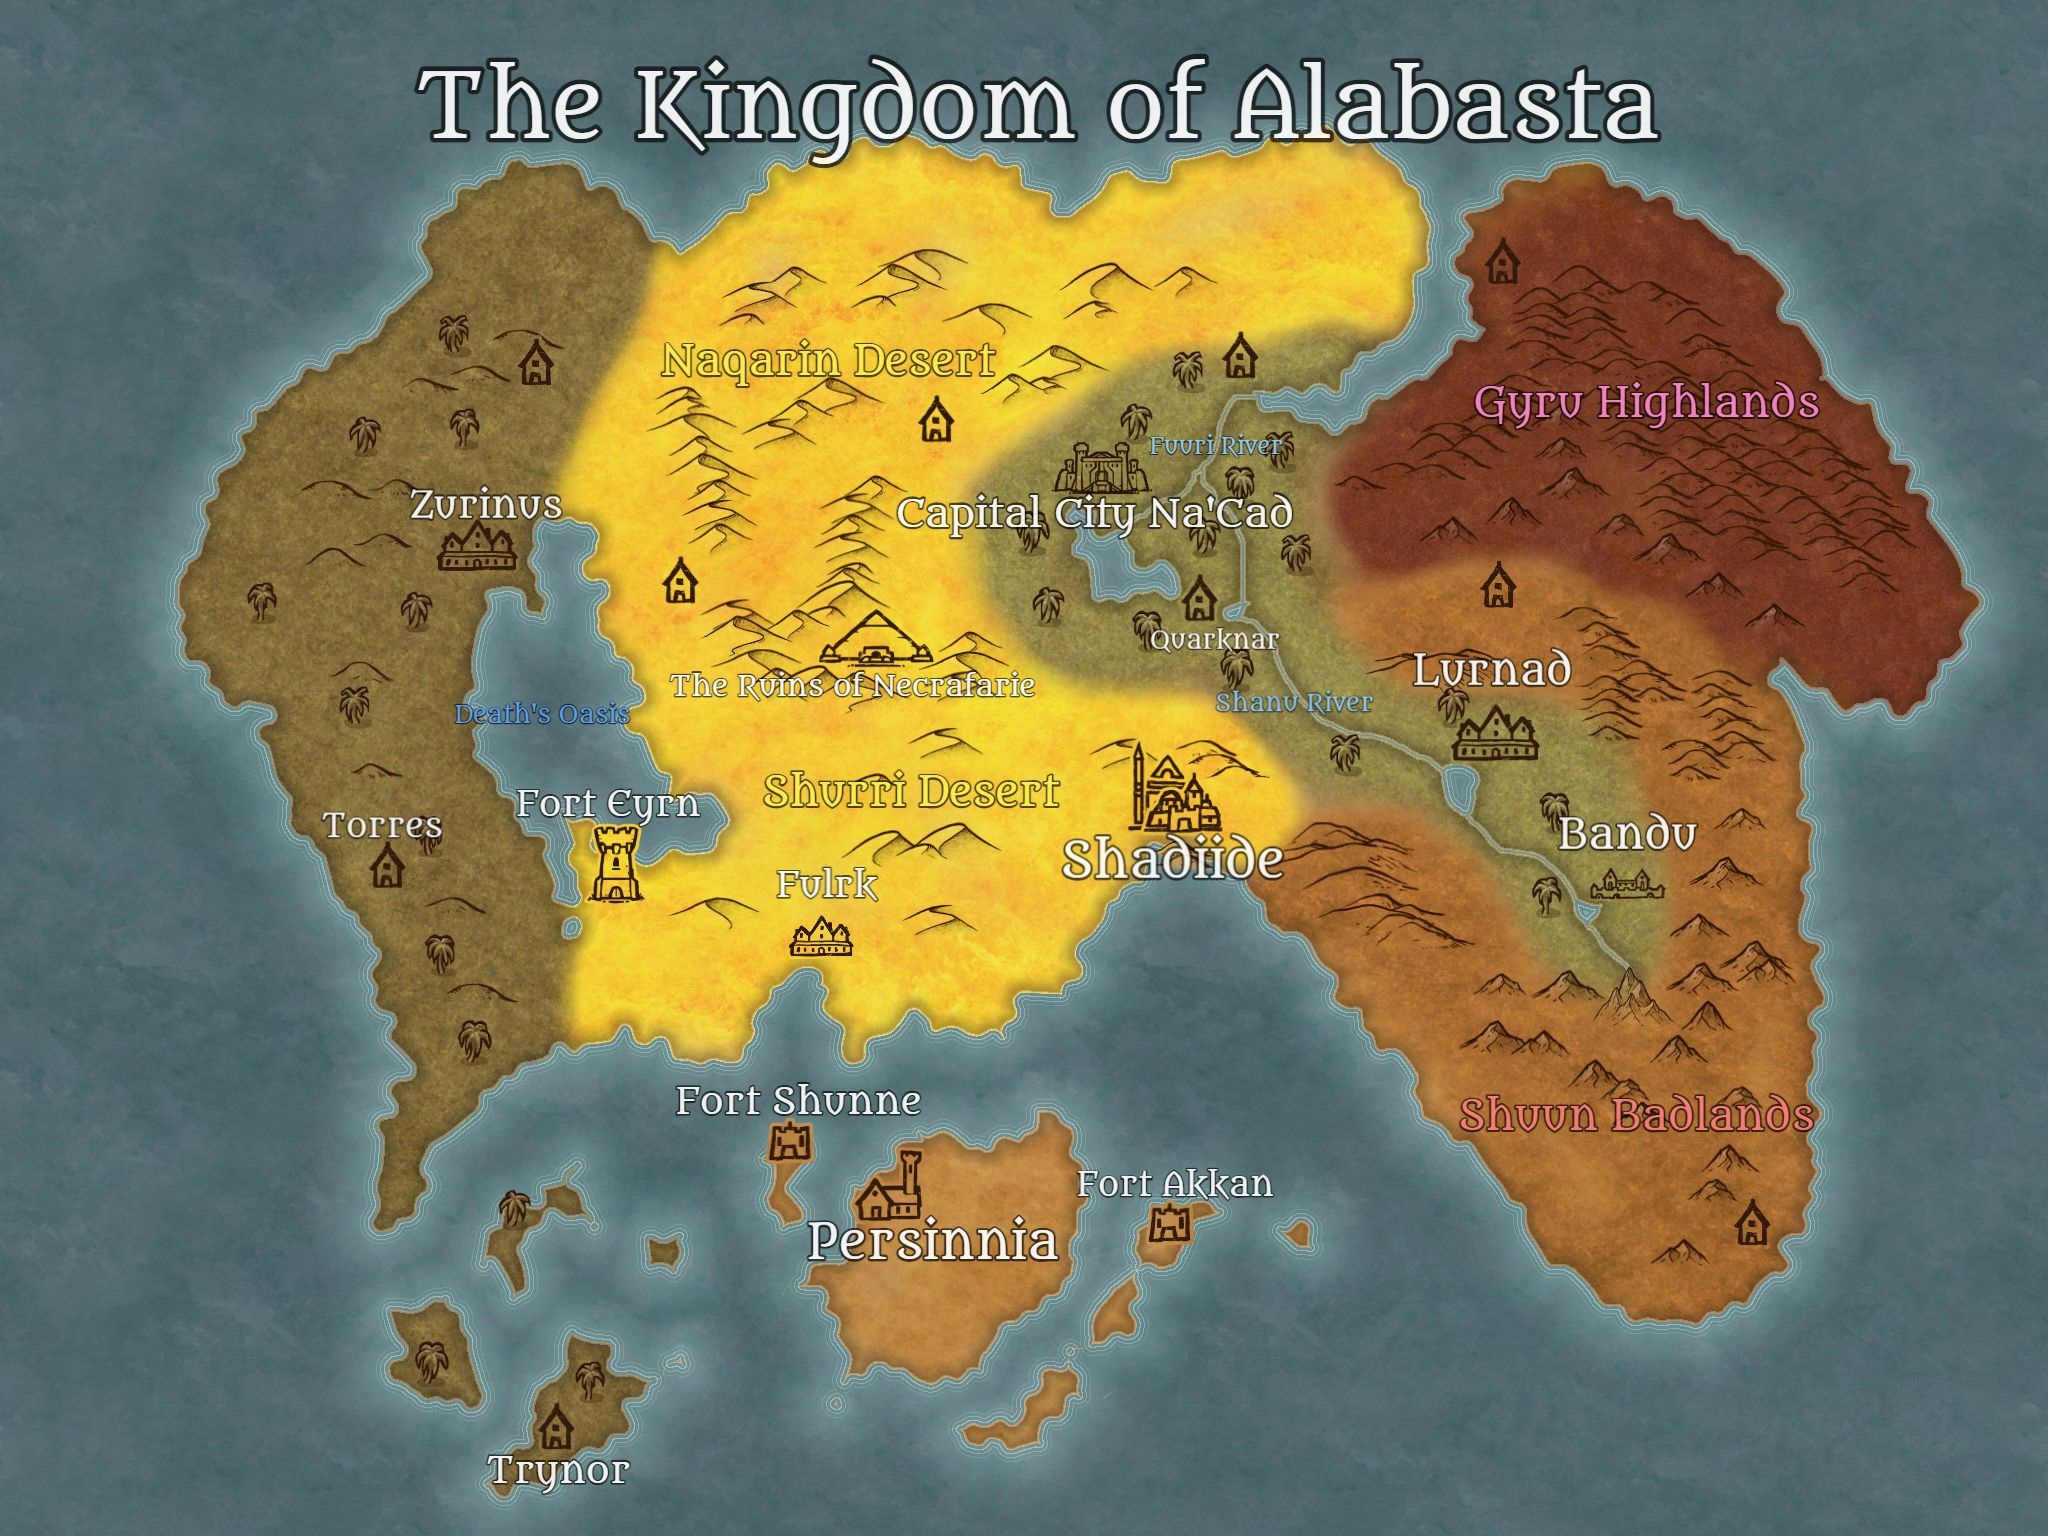 The Kingdom of Alabasta
Naqarin Desert
Gyru Highlands
Fuuri River
Zurinus
Capital City Na'Cad
Quarknar
Lurnad
The Ruins of Necrafarie
Shanu River
Death's Oasis
Shurri Desert
Fort Eyrn
Torres
Bandu
Shadiide
Fulrk
Fort Shunne
Shuun Badlands
Fort Akkan
Persinnia
Trynor